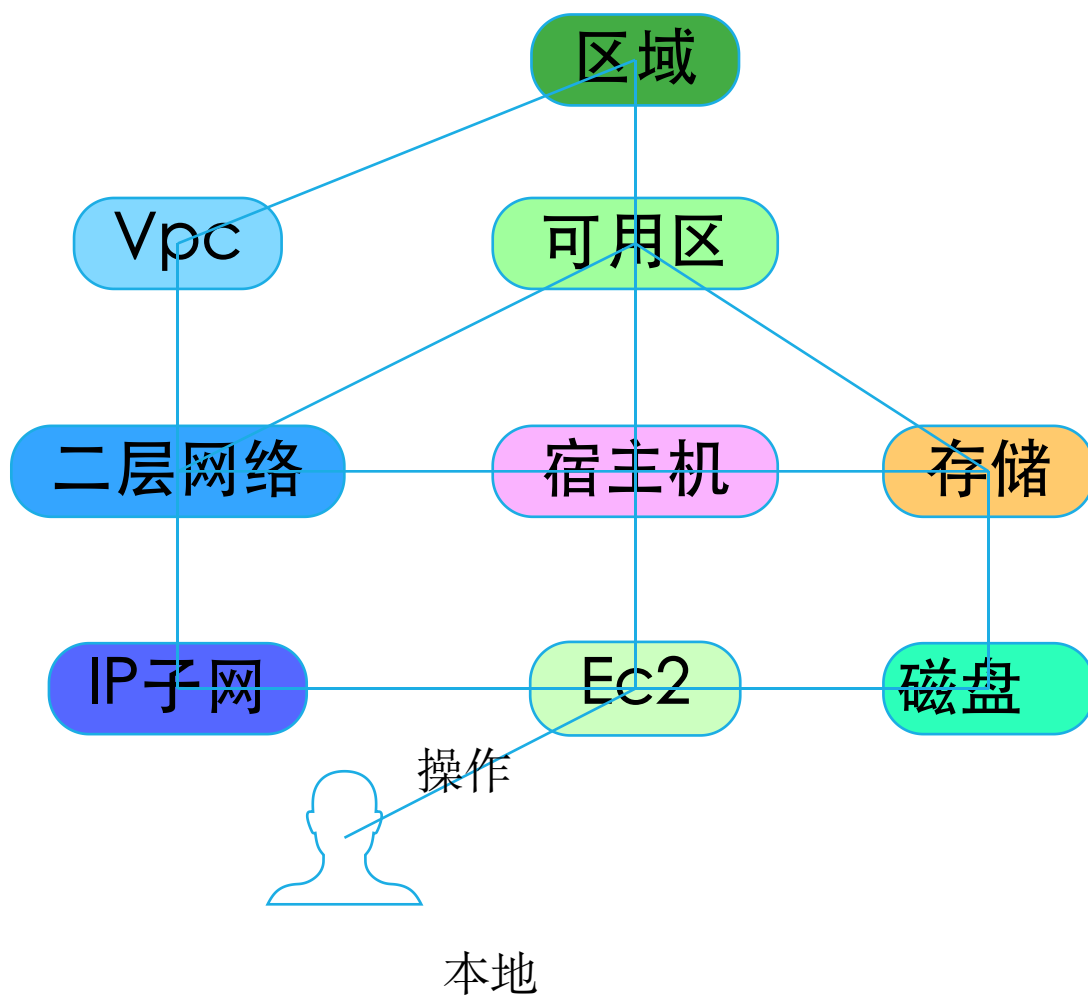 区域
Vpc
可用区
二层网络
宿主机
存储
IP子网
Ec2
磁盘
操作
本地